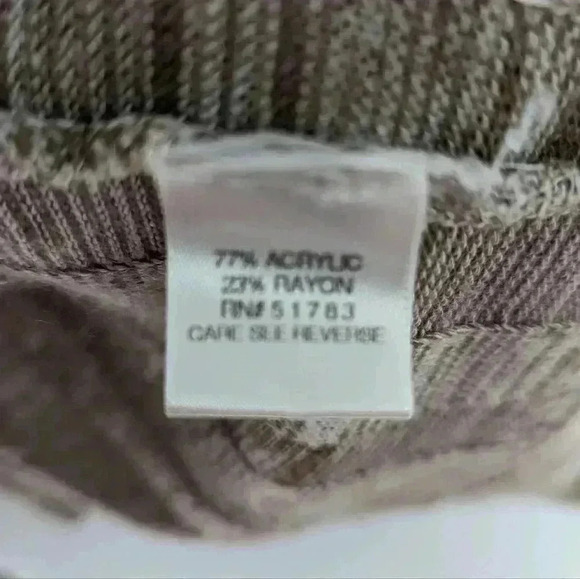 77% ACRYLIC
23% RAYON
RN# 51783
CARE SEE REVERSE